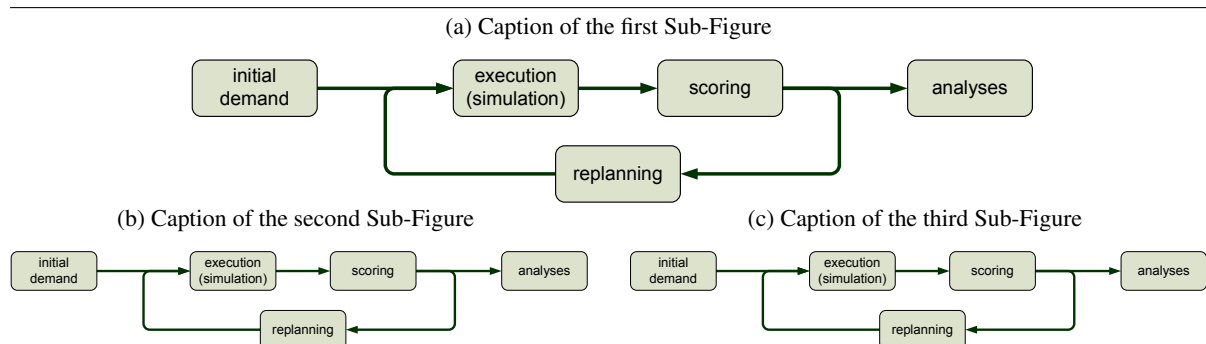 (a) Caption of the first Sub-Figure
initial
demand
execution
(simulation)
scoring
analyses
replanning
(b) Caption of the second Sub-Figure
initial
demand
execution
(simulation)
scoring
analyses
replanning
(c) Caption of the third Sub-Figure
initial
demand
execution
(simulation)
scoring
analyses
replanning